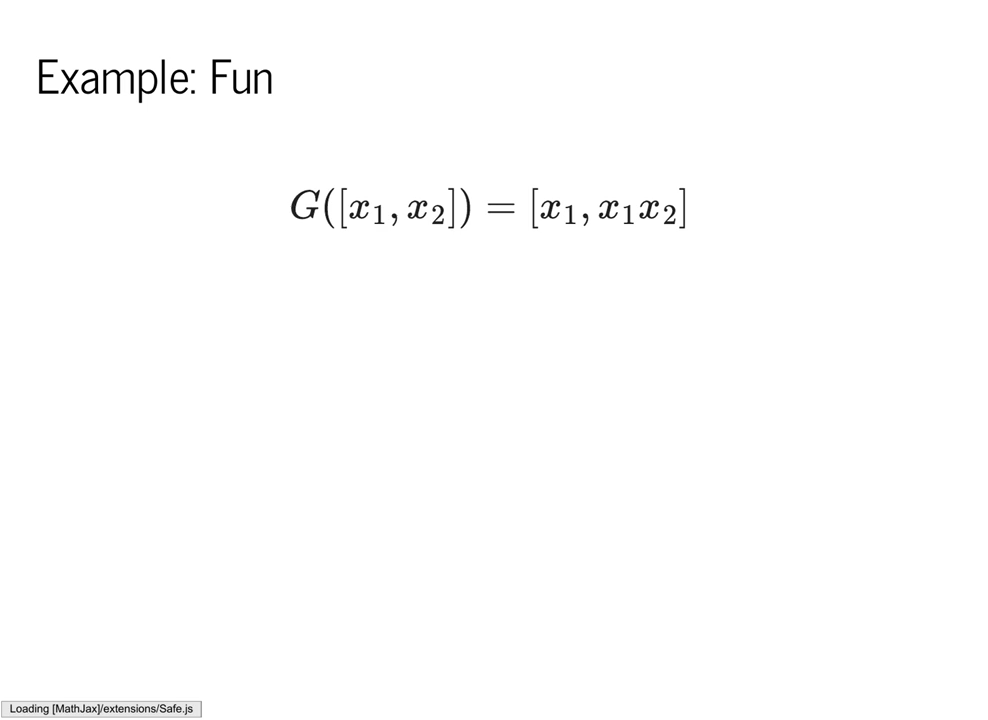 Example: Fun
G([x₁, x₂]) = [x₁, x₁x₂]
Loading [MathJax]/extensions/Safe.js